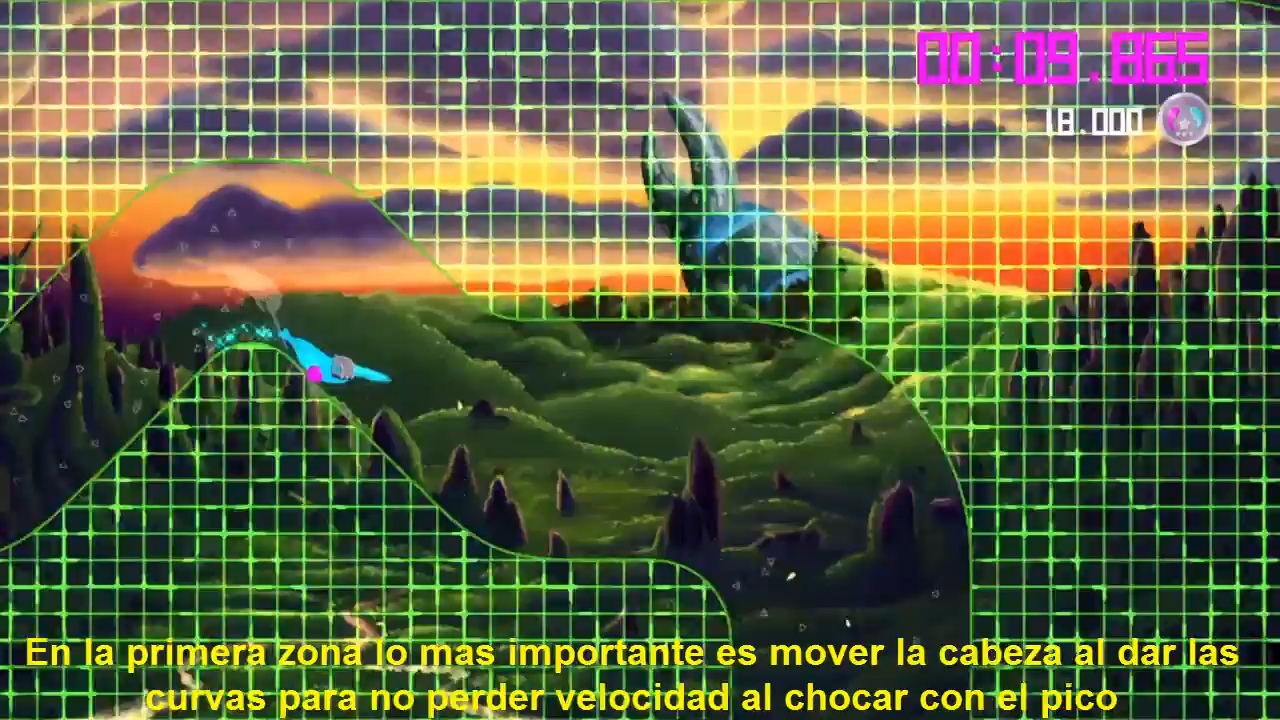 00:09.865
18.000
En la primera zona lo mas importante es mover la cabeza al dar las
curvas para no perder velocidad al chocar con el pico